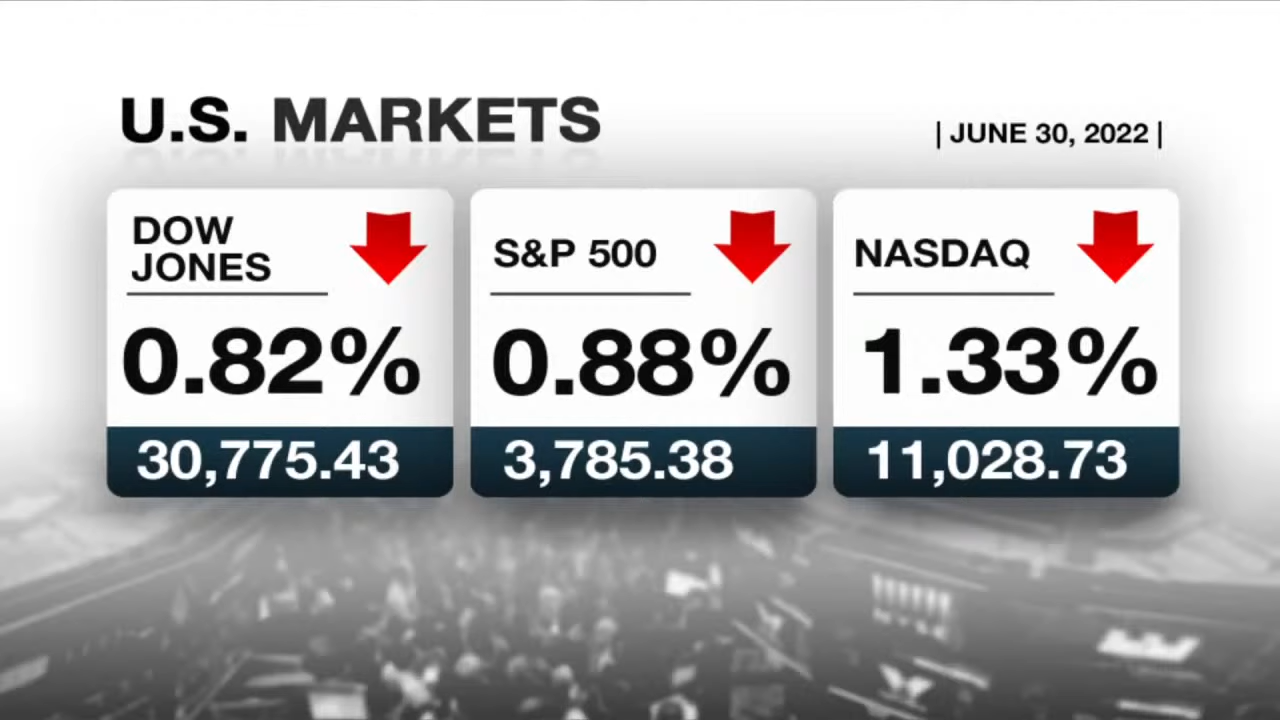 U.S. MARKETS
| JUNE 30, 2022 |
DOW
JONES
0.82%
30,775.43
S&P 500
0.88%
3,785.38
NASDAQ
1.33%
11,028.73